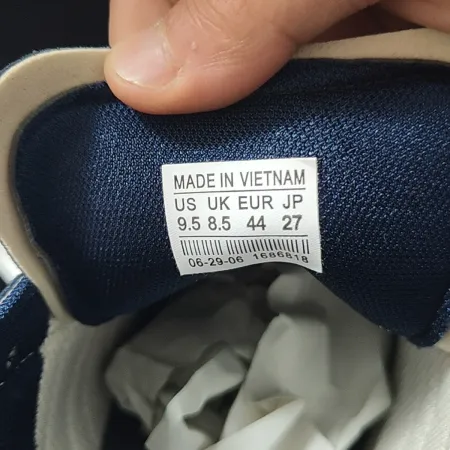 MADE IN VIETNAM
US UK EUR JP
9.5 8.5 44 27
06-29-06 1686818